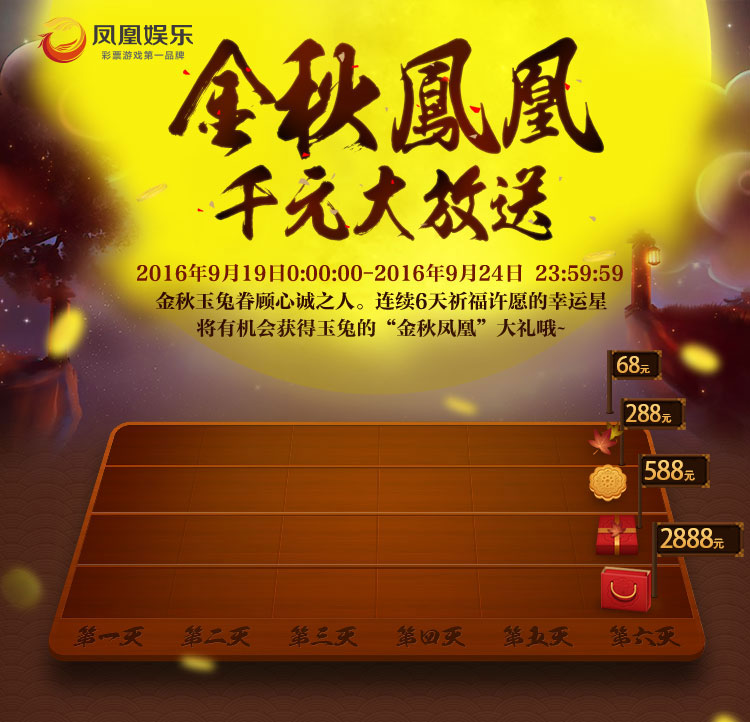 凤凰娱乐
彩票游戏第一品牌
金秋鳳凰
千元大放送
2016年9月19日0:00:00-2016年9月24日 23:59:59
金秋玉兔眷顾心诚之人。连续6天祈福许愿的幸运星
将有机会获得玉兔的“金秋凤凰”大礼哦~
68元
288元
588元
2888元
第一天 第二天 第三天 第四天 第五天 第六天